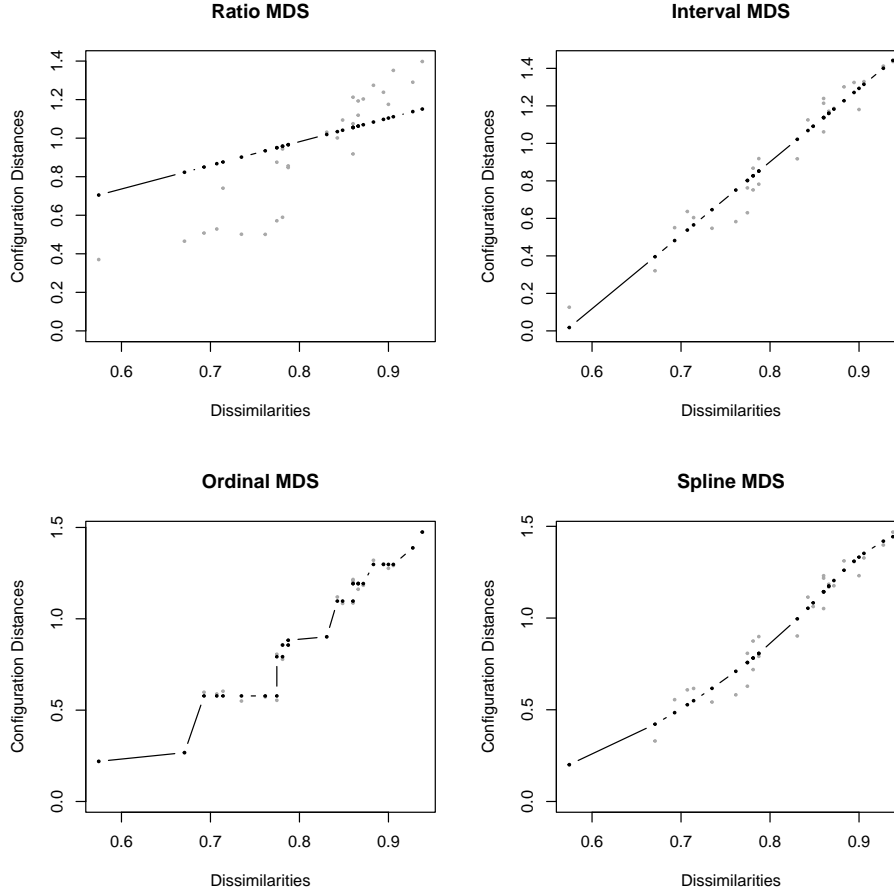 Ratio MDS
Configuration Distances
0.0 0.2 0.4 0.6 0.8 1.0 1.2 1.4
0.6 0.7 0.8 0.9
Dissimilarities
Interval MDS
Configuration Distances
0.0 0.2 0.4 0.6 0.8 1.0 1.2 1.4
0.6 0.7 0.8 0.9
Dissimilarities
Ordinal MDS
Configuration Distances
0.0 0.5 1.0 1.5
0.6 0.7 0.8 0.9
Dissimilarities
Spline MDS
Configuration Distances
0.0 0.5 1.0 1.5
0.6 0.7 0.8 0.9
Dissimilarities